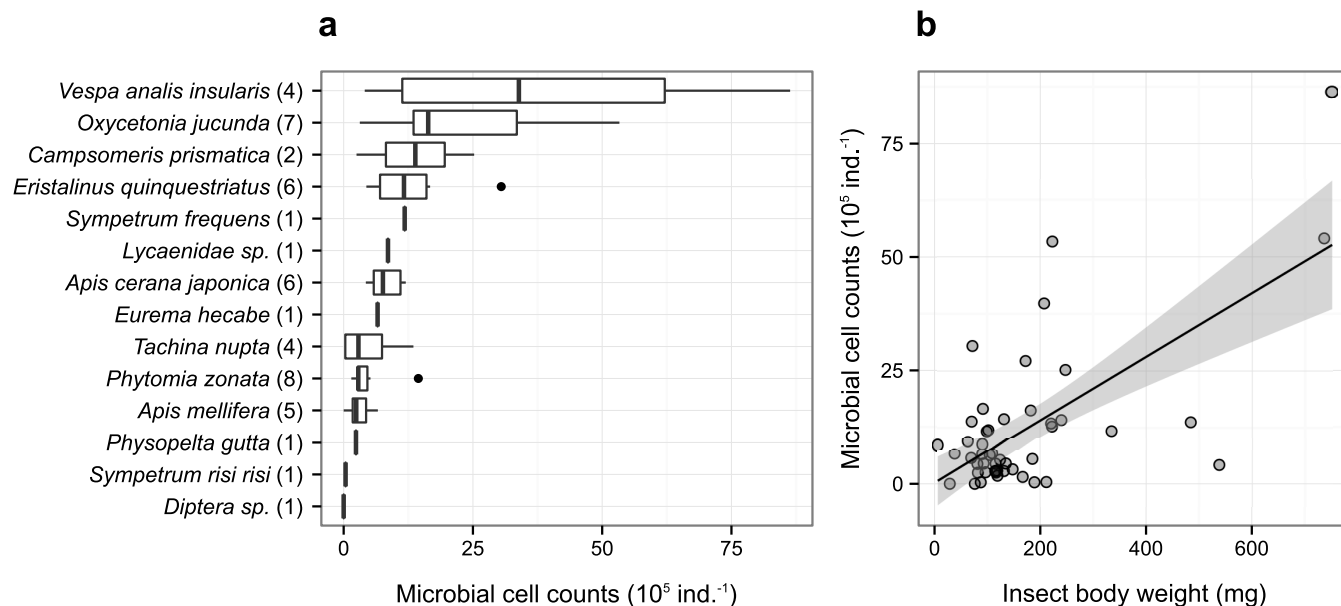 a
Vespa analis insularis (4)
Oxycetonia jucunda (7)
Campsomeris prismatica (2)
Eristalinus quinquestriatus (6)
Sympetrum frequens (1)
Lycaenidae sp. (1)
Apis cerana japonica (6)
Eurema hecabe (1)
Tachina nupta (4)
Phytomia zonata (8)
Apis mellifera (5)
Physopelta gutta (1)
Sympetrum risi risi (1)
Diptera sp. (1)
0 25 50 75
Microbial cell counts (10⁵ ind.⁻¹)
b
Microbial cell counts (10⁵ ind.⁻¹)
75
50
25
0
0 200 400 600
Insect body weight (mg)